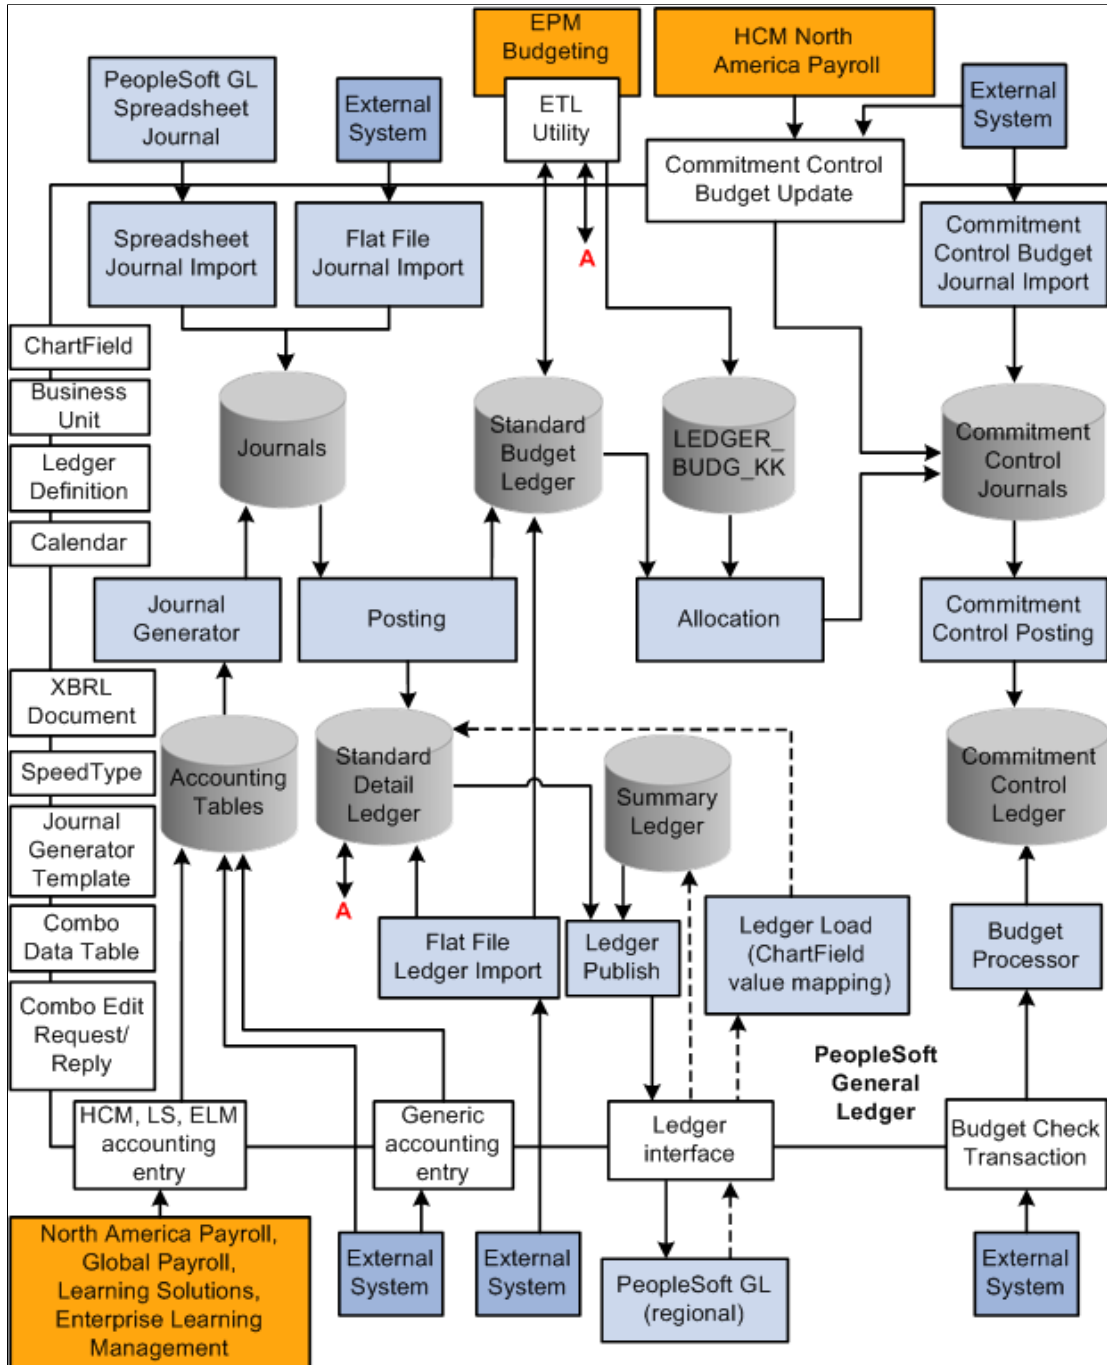 EPM
Budgeting
HCM North
America Payroll
PeopleSoft GL
Spreadsheet
Journal
External
System
ETL
Utility
External
System
Commitment Control
Budget Update
Spreadsheet
Journal Import
Flat File
Journal Import
A
Commitment
Control Budget
Journal Import
ChartField
Business
Unit
Ledger
Definition
Calendar
Journals
Standard
Budget
Ledger
LEDGER_
BUDG_KK
Commitment
Control
Journals
Journal
Generator
Posting
Allocation
Commitment
Control Posting
XBRL
Document
SpeedType
Journal
Generator
Template
Combo
Data Table
Combo Edit
Request/
Reply
Accounting
Tables
Standard
Detail
Ledger
Summary
Ledger
Commitment
Control
Ledger
A
Flat File
Ledger Import
Ledger
Publish
Ledger Load
(ChartField
value mapping)
Budget
Processor
PeopleSoft
General
Ledger
HCM, LS, ELM
accounting
entry
Generic
accounting
entry
Ledger
interface
Budget Check
Transaction
North America Payroll,
Global Payroll,
Learning Solutions,
Enterprise Learning
Management
External
System
External
System
PeopleSoft GL
(regional)
External
System